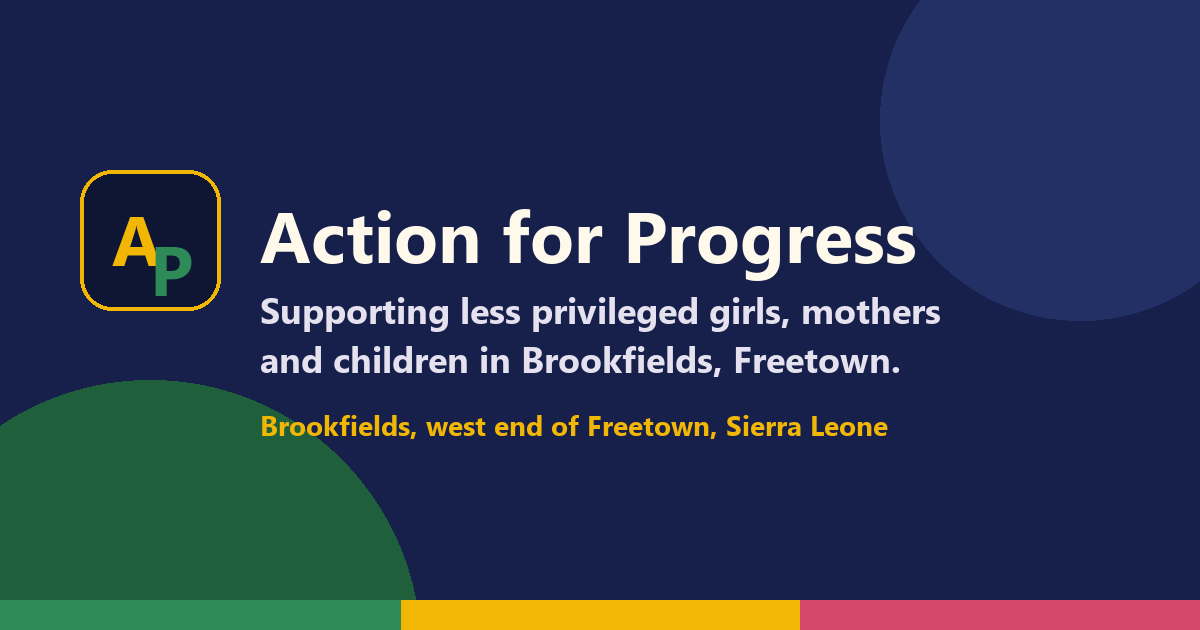 AP
Action for Progress
Supporting less privileged girls, mothers
and children in Brookfields, Freetown.
Brookfields, west end of Freetown, Sierra Leone